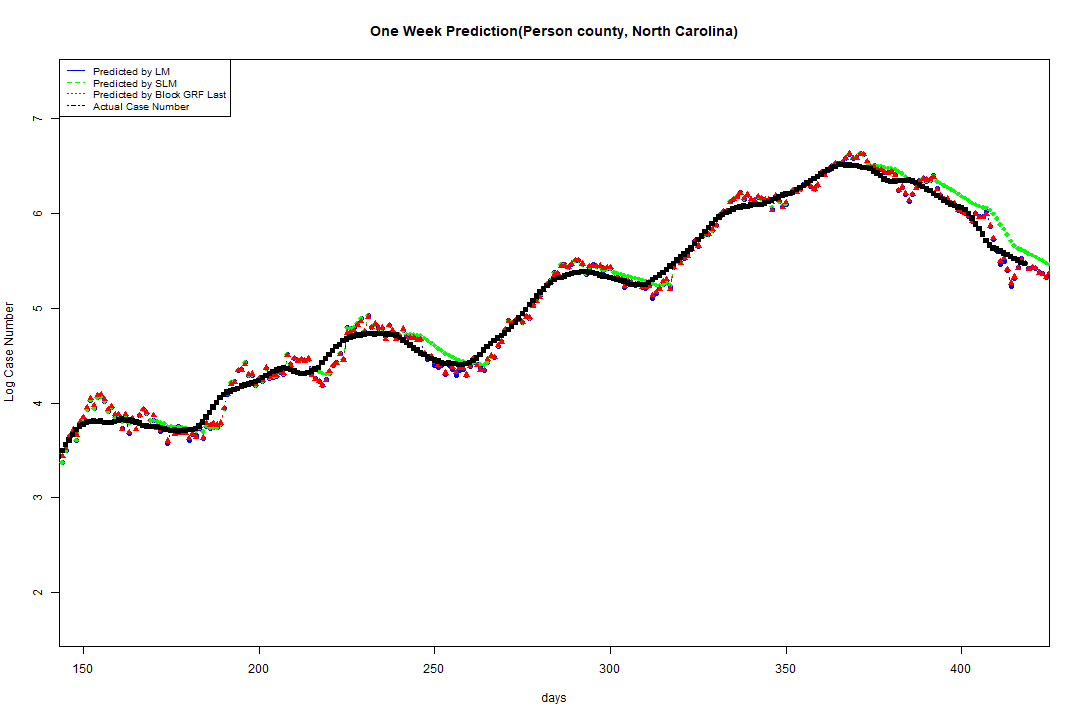 One Week Prediction(Person county, North Carolina)
Predicted by LM
Predicted by SLM
Predicted by Block GRF Last
Actual Case Number
Log Case Number
7
6
5
4
3
2
150 200 250 300 350 400
days